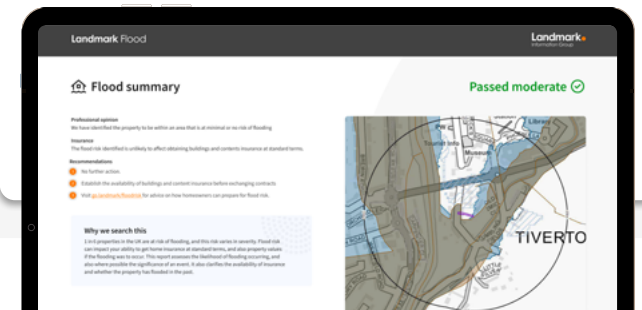 Landmark Flood
Landmark
Information Group
Flood summary
Passed moderate
Professional opinion
We have identified the property to be within an area that is at minimal or no risk of flooding
Insurance
The flood risk identified is unlikely to affect obtaining buildings and contents insurance at standard terms.
Recommendations
No further action
Establish the availability of buildings and content insurance before exchanging contracts
Visit go.landmark/floodrisk for advice on how homeowners can prepare for flood risk.
Why we search this
1 in 6 properties in the UK are at risk of flooding, and this risk varies in severity. Flood risk
can impact your ability to get home insurance at standard terms, and also property values
if the flooding was to occur. This report assesses the likelihood of flooding occurring, and
also where possible the significance of an event. It also clarifies the availability of insurance
and whether the property has flooded in the past.
Library
PW
Tourist Info
Museum
TIVERTO